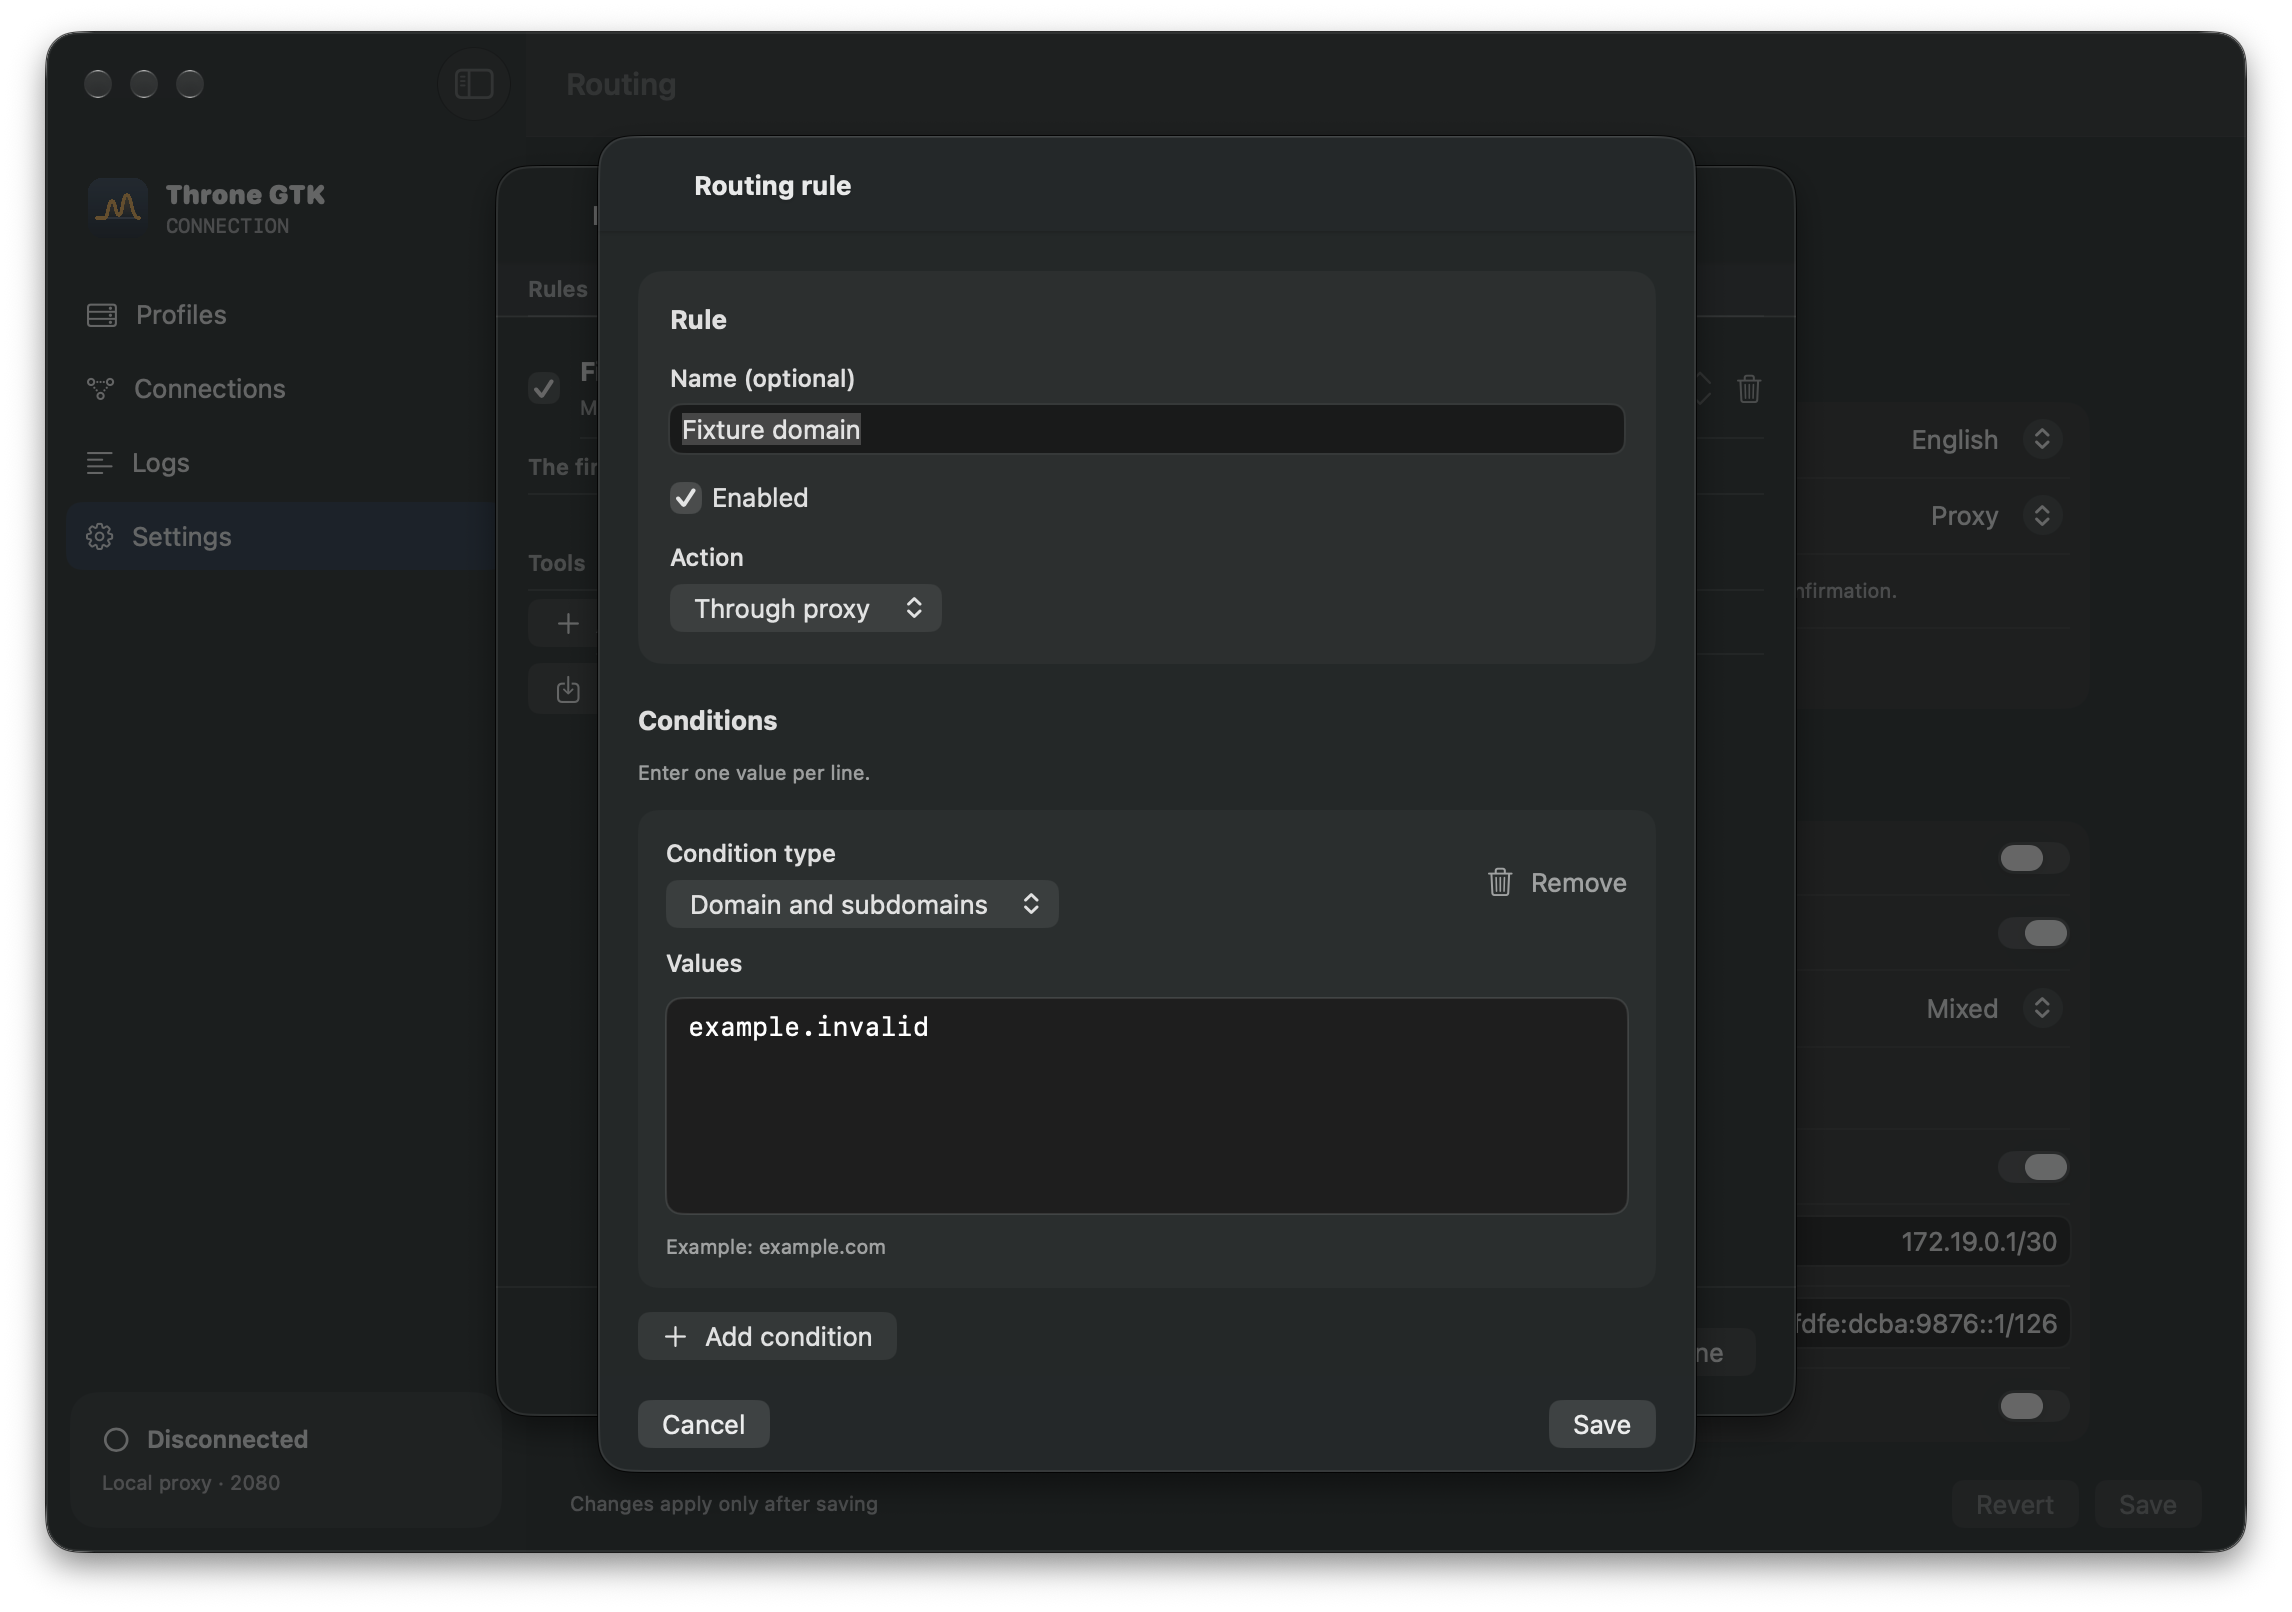 Routing
Throne GTK
CONNECTION
Profiles
Connections
Logs
Settings
Disconnected
Local proxy · 2080
Rules
The
Tools
Routing rule
Rule
Name (optional)
Fixture domain
Enabled
Action
Through proxy
Conditions
Enter one value per line.
Condition type
Domain and subdomains
Remove
Values
example.invalid
Example: example.com
Add condition
Cancel
Save
English
Proxy
Mixed
172.19.0.1/30
fdfe:dcba:9876::1/126
Changes apply only after saving
Revert
Save